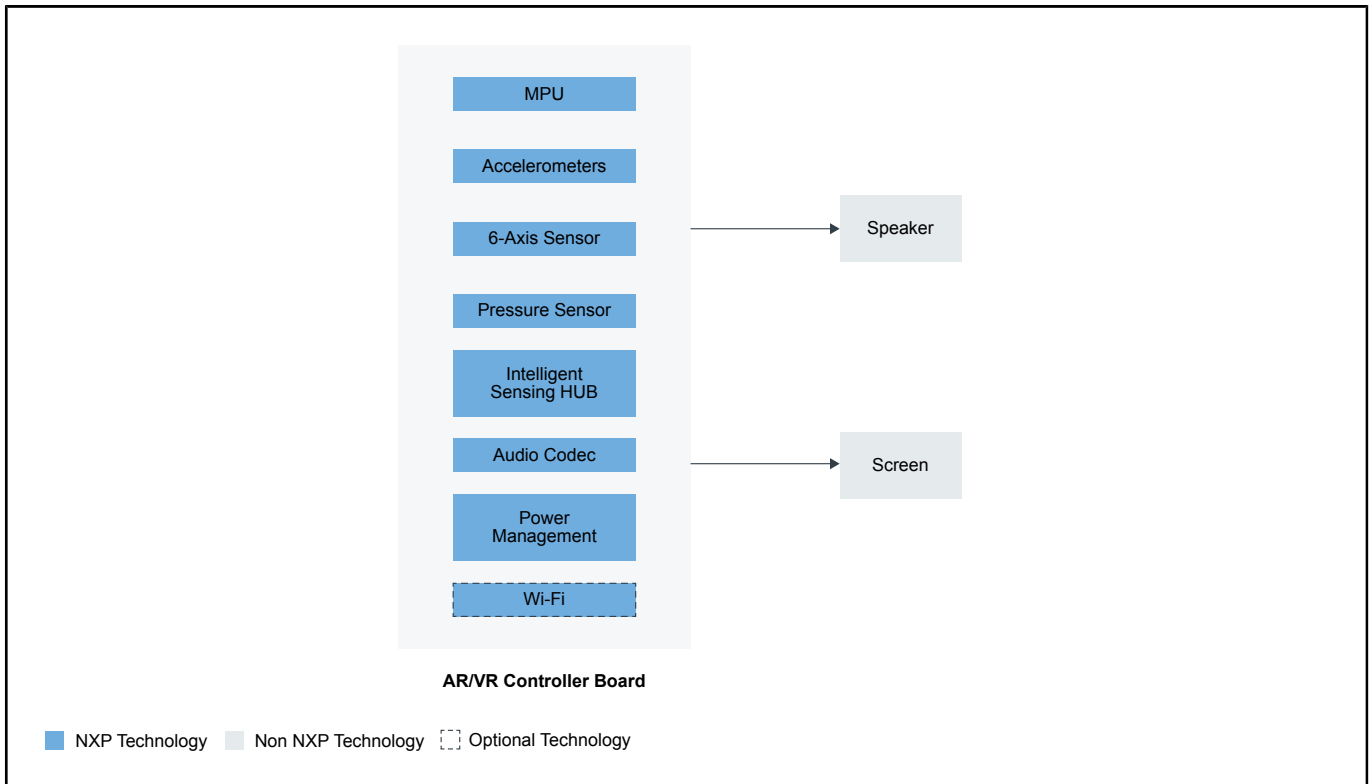 MPU
Accelerometers
6-Axis Sensor
Pressure Sensor
Intelligent
Sensing HUB
Audio Codec
Power
Management
Wi-Fi
AR/VR Controller Board
Speaker
Screen
NXP Technology
Non NXP Technology
Optional Technology